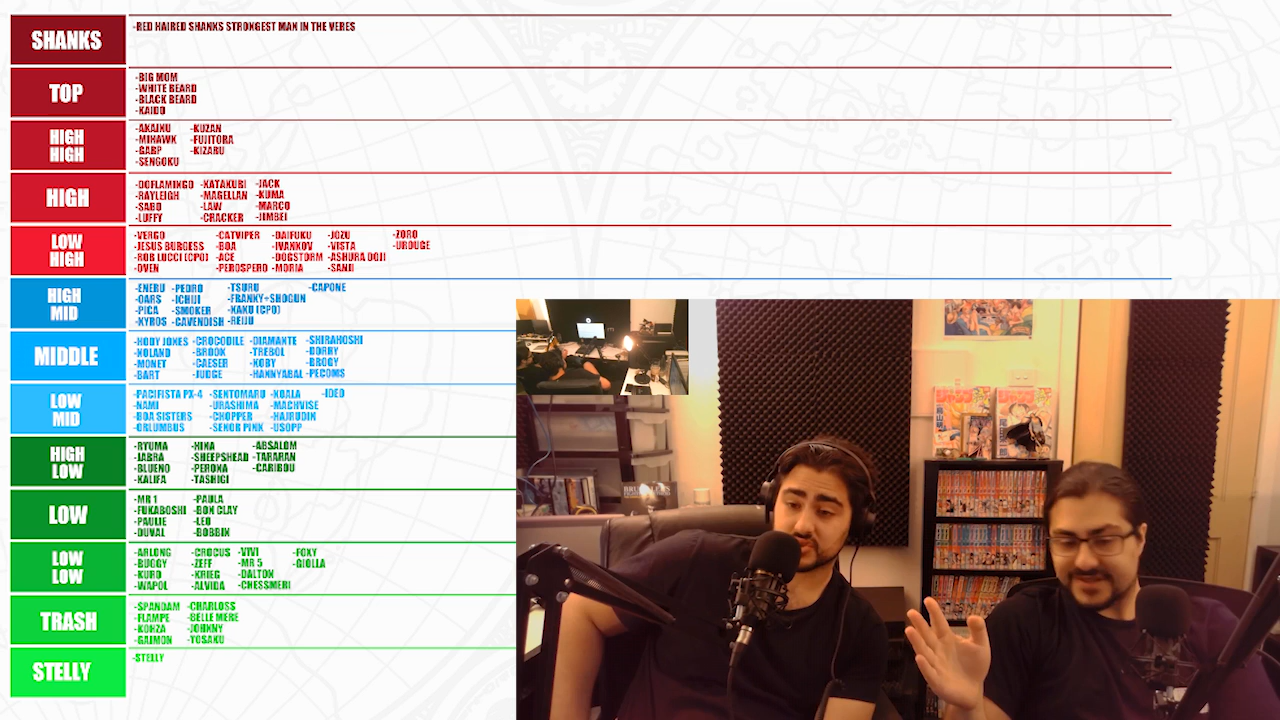 SHANKS
-RED HAIRED SHANKS STRONGEST MAN IN THE VERES
TOP
-BIG MOM
-WHITE BEARD
-BLACK BEARD
-KAIDO
HIGH HIGH
-AKAINU -KUZAN
-MIHAWK -FUJITORA
-GARP -KIZARU
-SENGOKU
HIGH
-DOFLAMINGO -KATAKURI -JACK
-RAYLEIGH -MAGELLAN -KUMA
-SABO -LAW -MARCO
-LUFFY -CRACKER -JIMBEI
LOW HIGH
-VERGO -CATVIPER -DAIFUKU -JOZU -ZORO
-JESUS BURGESS -BOA -IVANKOV -VISTA -UROUGE
-ROB LUCCI (CPO) -ACE -DOGSTORM -ASHURA DOJI
-OVEN -PEROSPERO -MORIA -SANJI
HIGH MID
-ENERU -PEDRO -TSURU -CAPONE
-OARS -ICHIJI -FRANKY+SHOGUN
-PICA -SMOKER -KAKU (CPO)
-KYROS -CAVENDISH -REIJU
MIDDLE
-HODY JONES -CROCODILE -DIAMANTE -SHIRAHOSHI
-NOLAND -BROOK -TREBOL -DORRY
-MONET -CAESER -KOBY -BROGY
-BART -JUDGE -HANNYABAL -PECOMS
LOW MID
-PACIFISTA PX-4 -SENTOMARU -KOALA -IDEO
-NAMI -URASHIMA -MACHVISE
-BOA SISTERS -CHOPPER -HAJRUDIN
-ORLUMBUS -SENOR PINK -USOPP
HIGH LOW
-RYUMA -HINA -ABSALOM
-JABRA -SHEEPSHEAD -TARARAN
-BLUENO -PERONA -CARIBOU
-KALIFA -TASHIGI
LOW
-MR 1 -PAULA
-FUKABOSHI -BON CLAY
-PAULIE -LEO
-DUVAL -BOBBIN
LOW LOW
-ARLONG -CROCUS -VIVI -FOXY
-BUGGY -ZEFF -MR 5 -GIOLLA
-KURO -KRIEG -DALTON
-WAPOL -ALVIDA -CHESSMERI
TRASH
-SPANDAM -CHARLOSS
-FLAMPE -BELLE MERE
-KOHZA -JOHNNY
-GAIMON -YOSAKU
STELLY
-STELLY